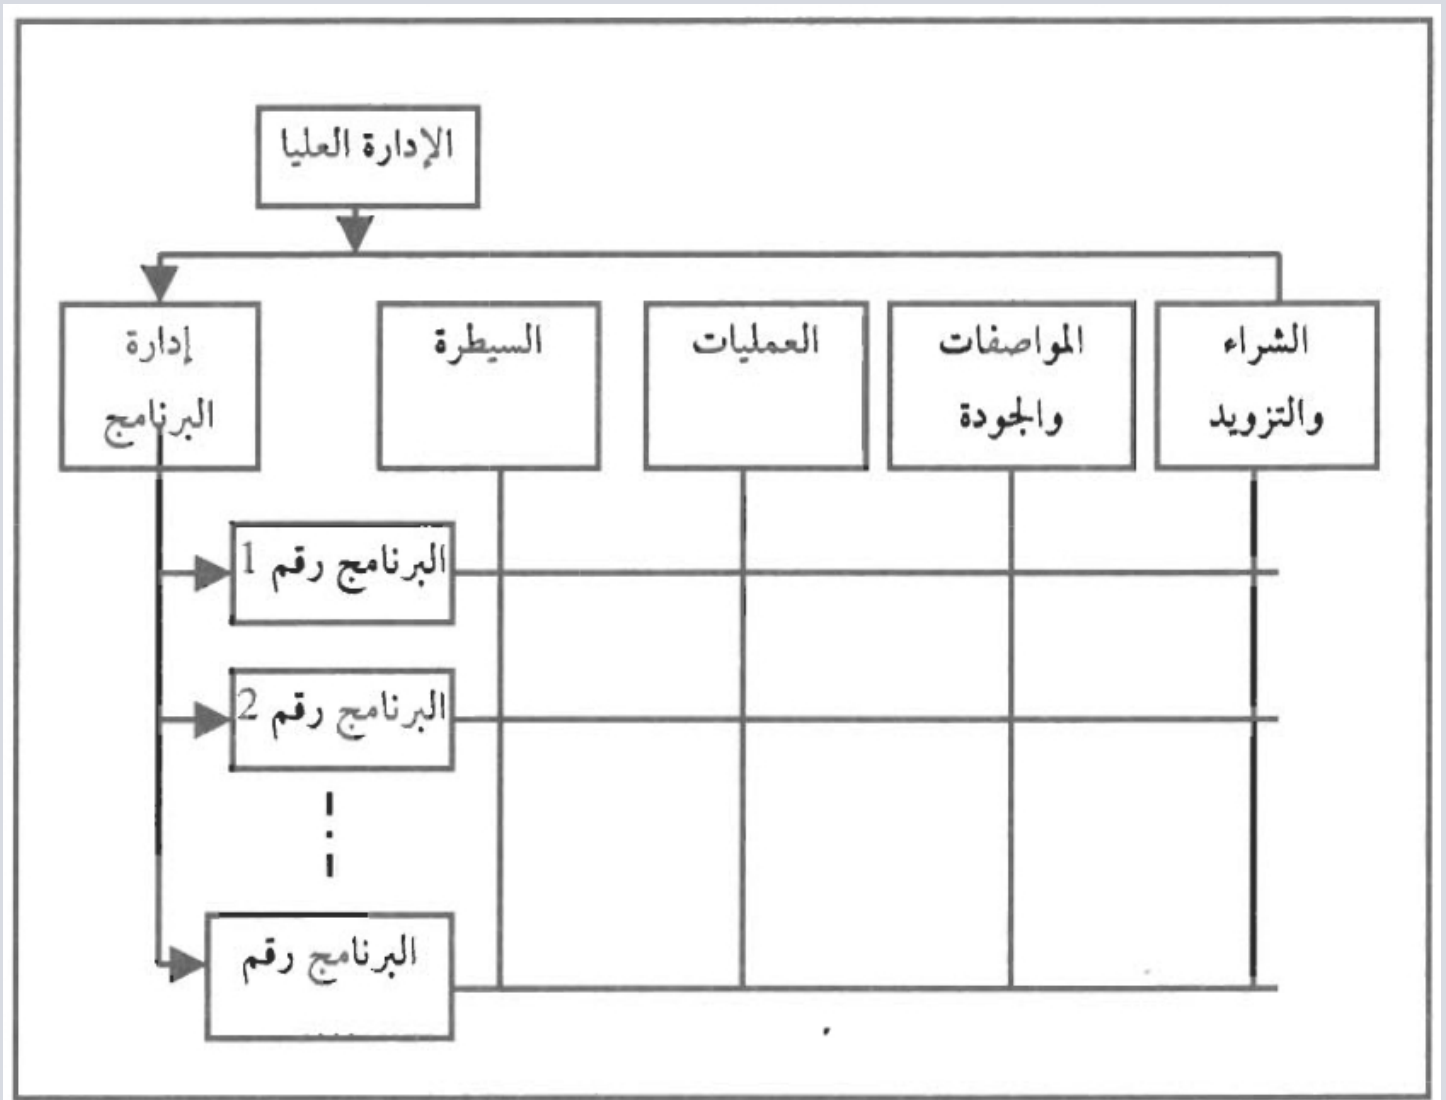 الإدارة العليا
الشراء
والتزويد
المواصفات
والجودة
العمليات
السيطرة
إدارة
البرنامج
البرنامج رقم 1
البرنامج رقم 2
البرنامج رقم
....